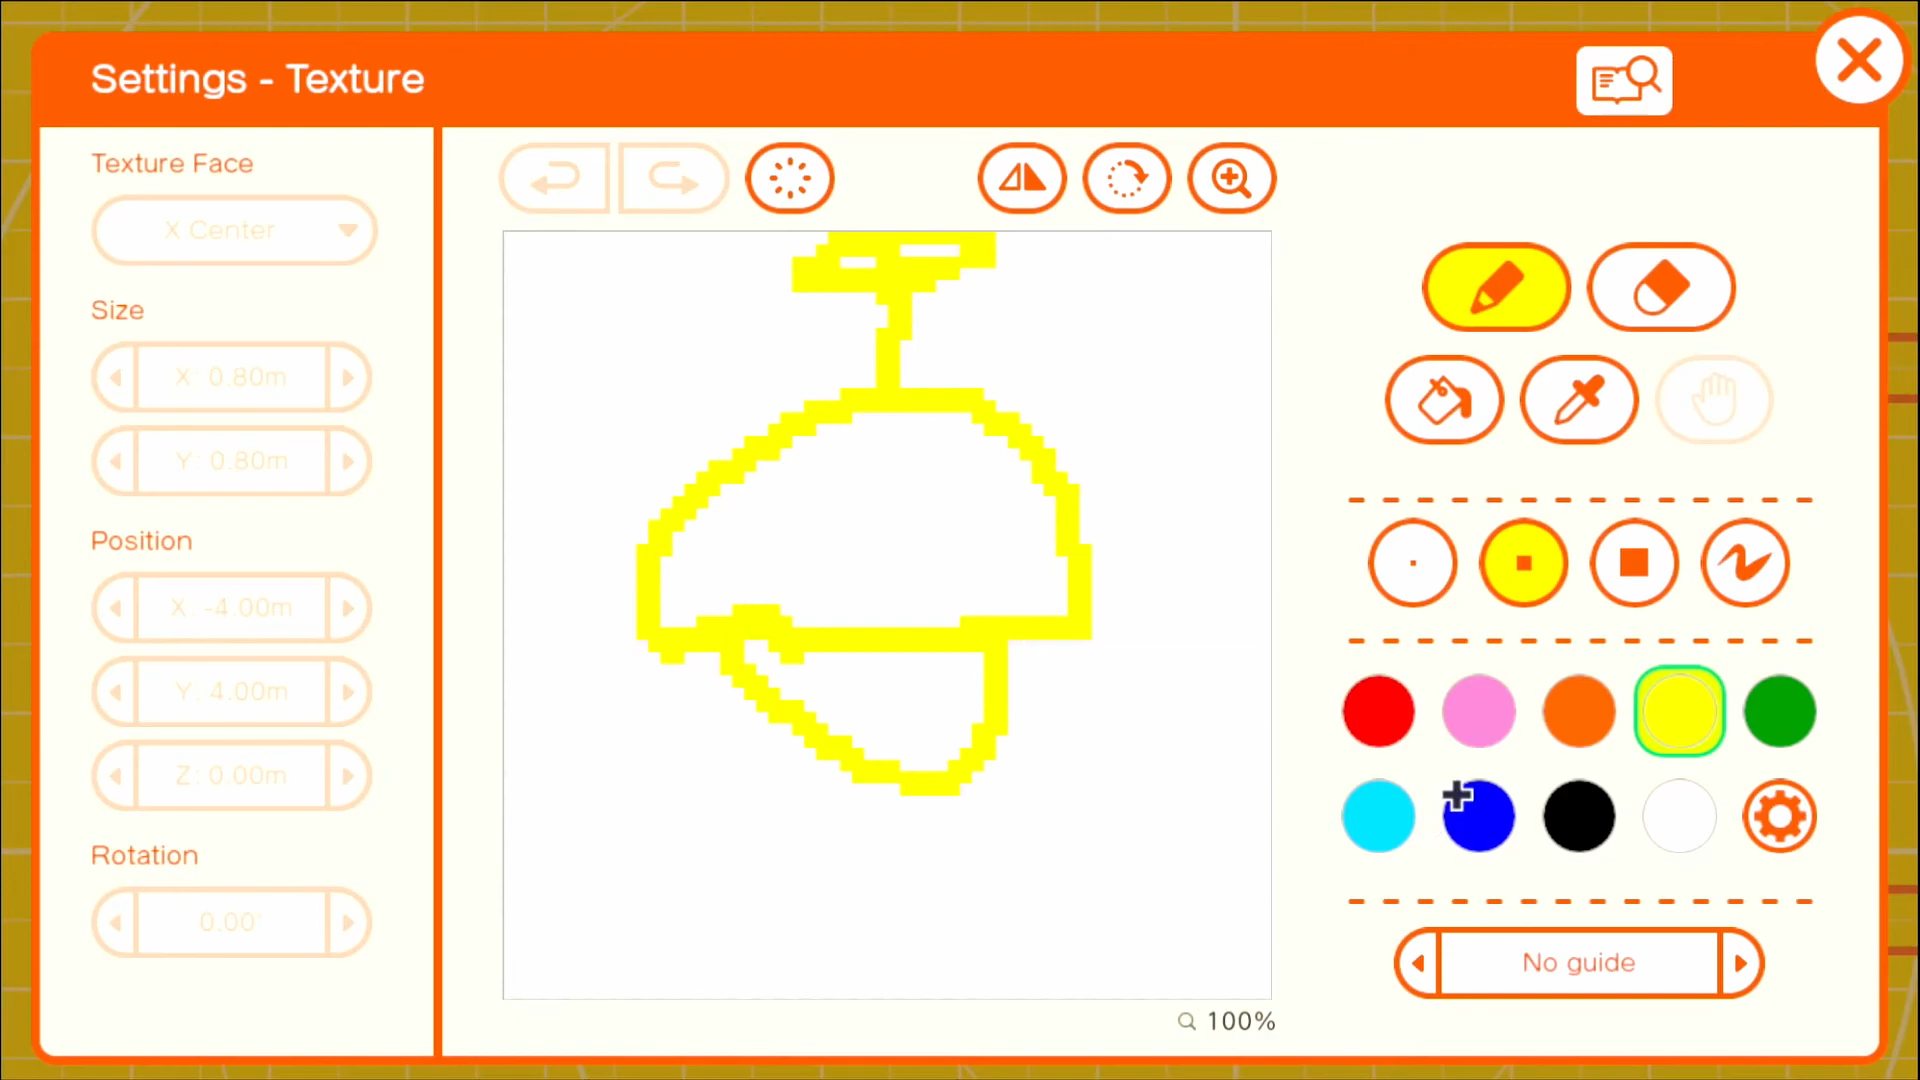 Settings - Texture
Texture Face
X Center
Size
X: 0.80m
Y: 0.80m
Position
X: -4.00m
Y: 4.00m
Z: 0.00m
Rotation
0.00°
100%
No guide